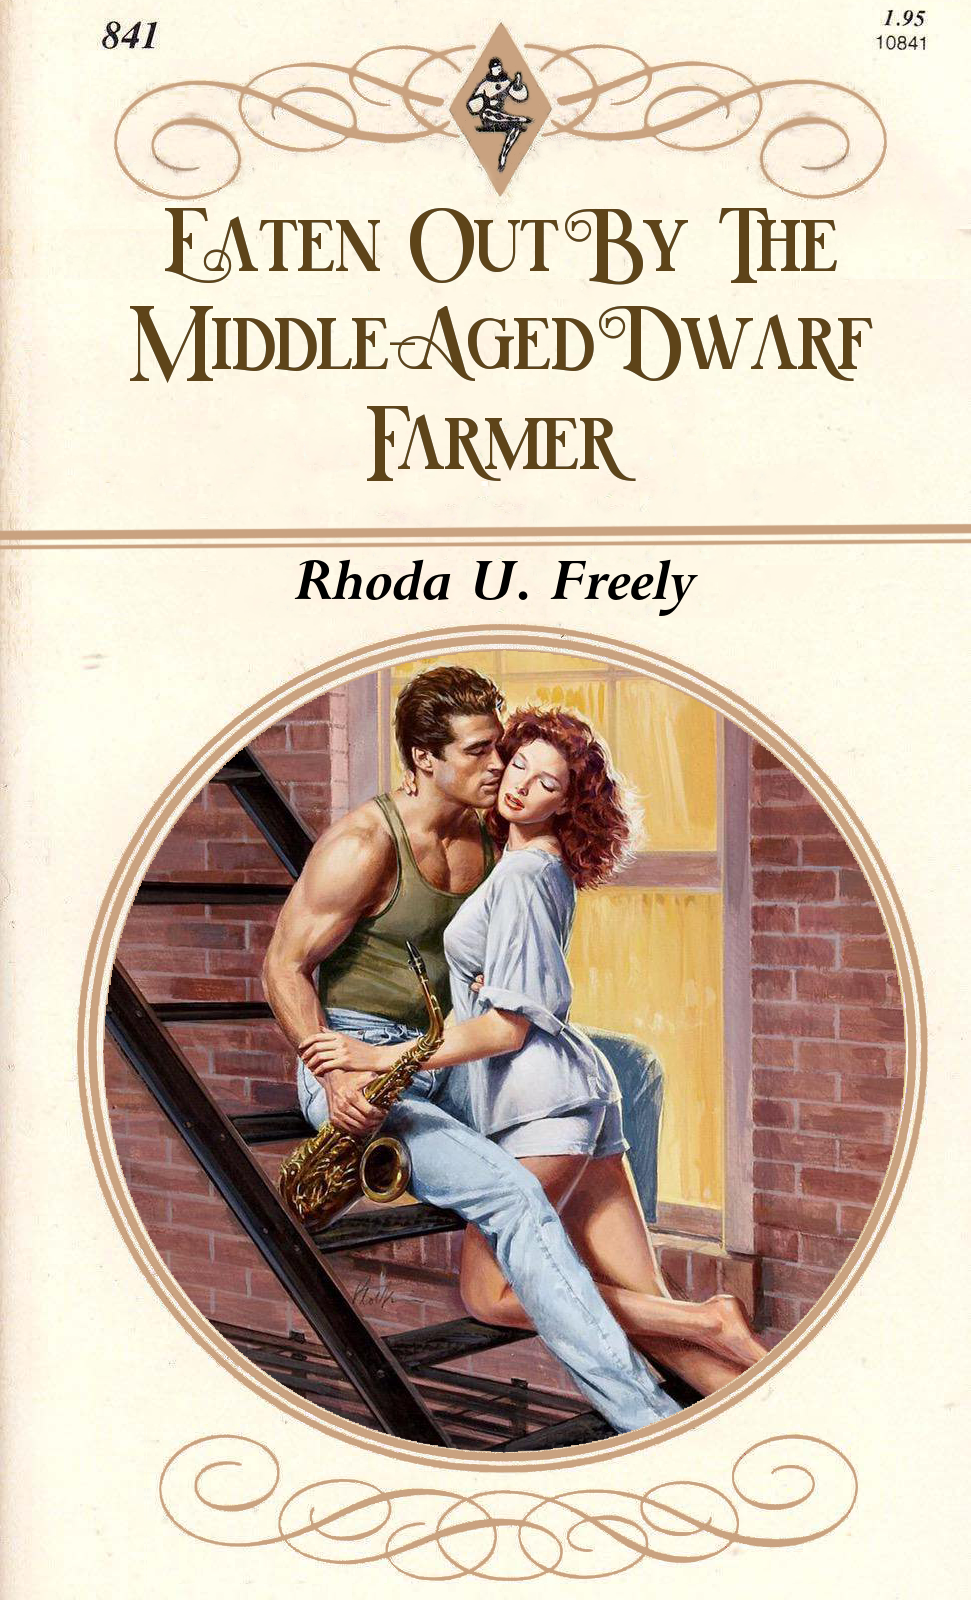 841
1.95
10841
Eaten Out By The
Middle-Aged Dwarf
Farmer
Rhoda U. Freely